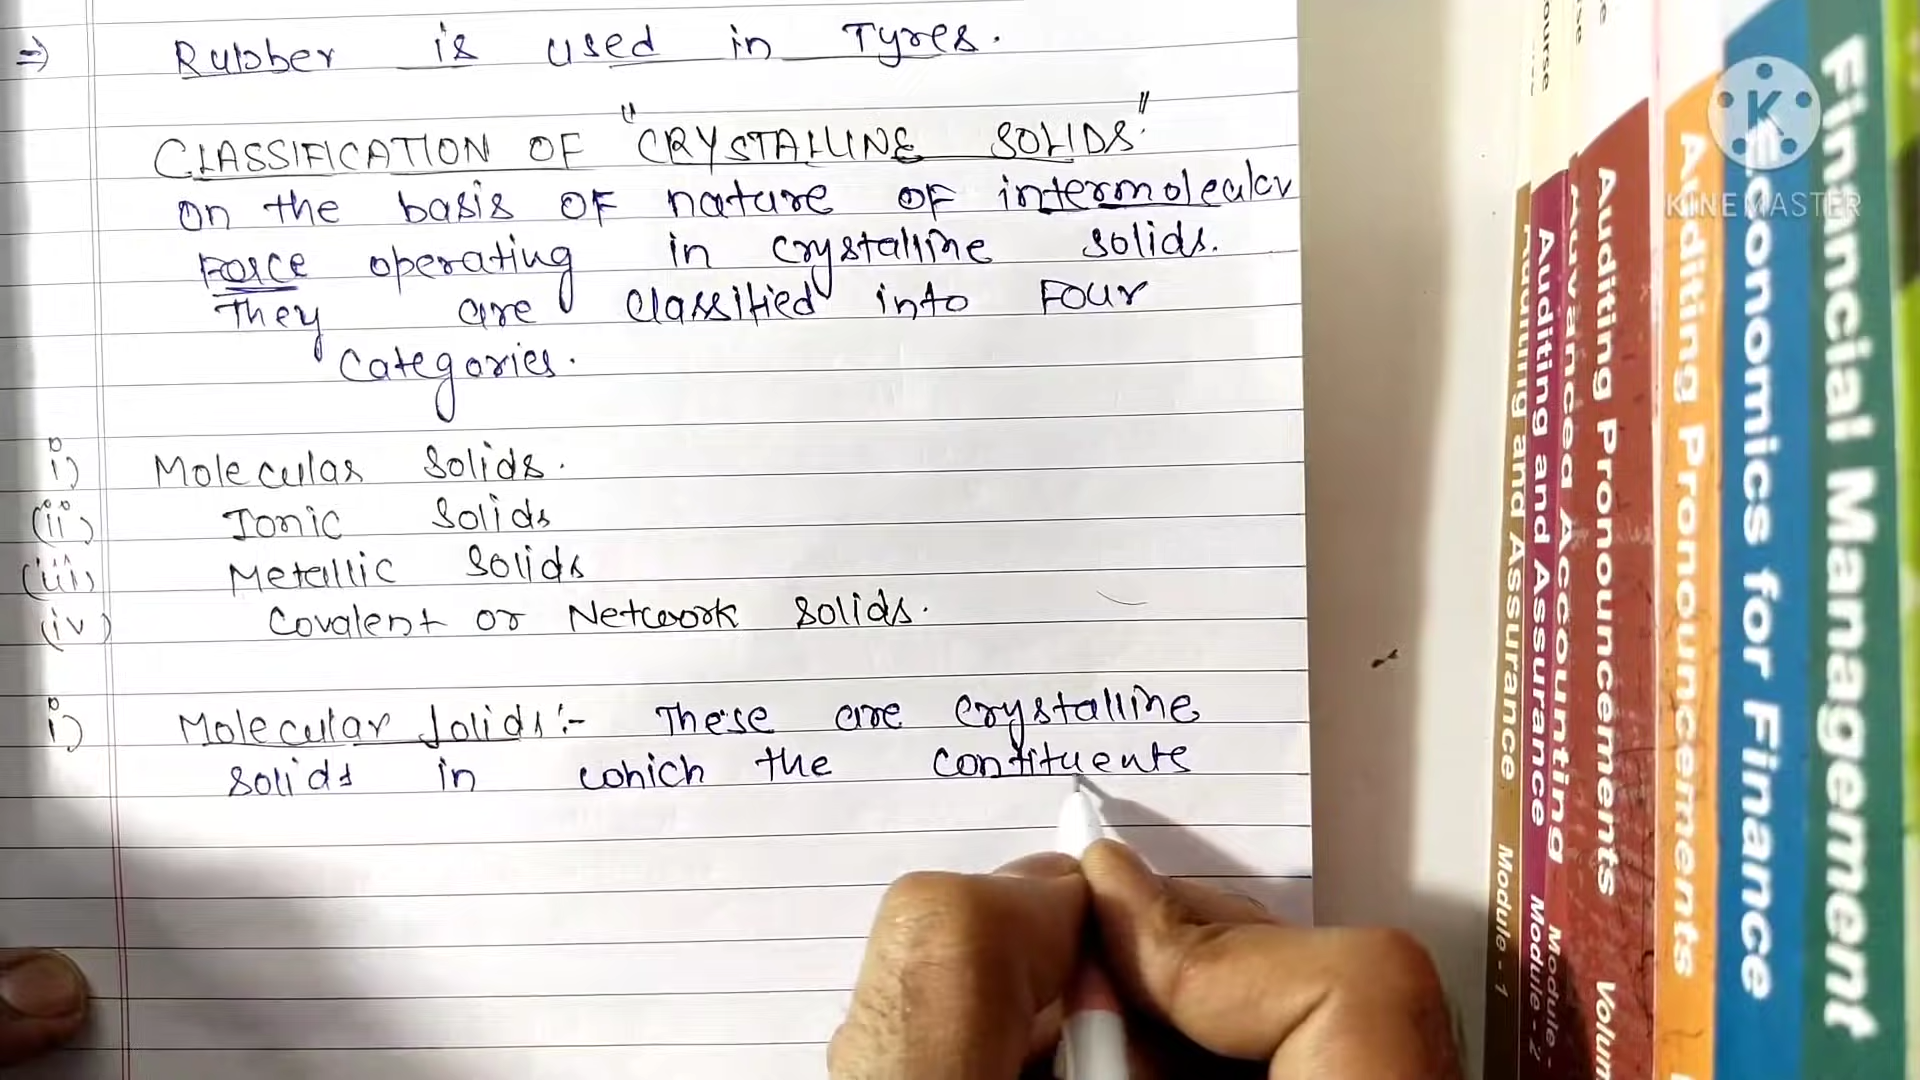 =) Rubber is used in Tyres.
CLASSIFICATION OF "CRYSTALLINE SOLIDS".
on the basis OF nature OF intermolecular
Force operating in crystalline solids.
They are classified into Four
Categories.
i) Molecular Solids.
(ii) Ionic Solids
(iii) Metallic Solids
(iv) Covalent or Network Solids.
i) Molecular Solids :- These are crystalline
solids in which the contituents
Auditing and Assurance Module - 1
Auditing and Assurance Module - 2
Advanced Accounting Module -
Auditing Pronouncements Volum
Auditing Pronouncements
Economics for Finance
Financial Management
K
KINEMASTER